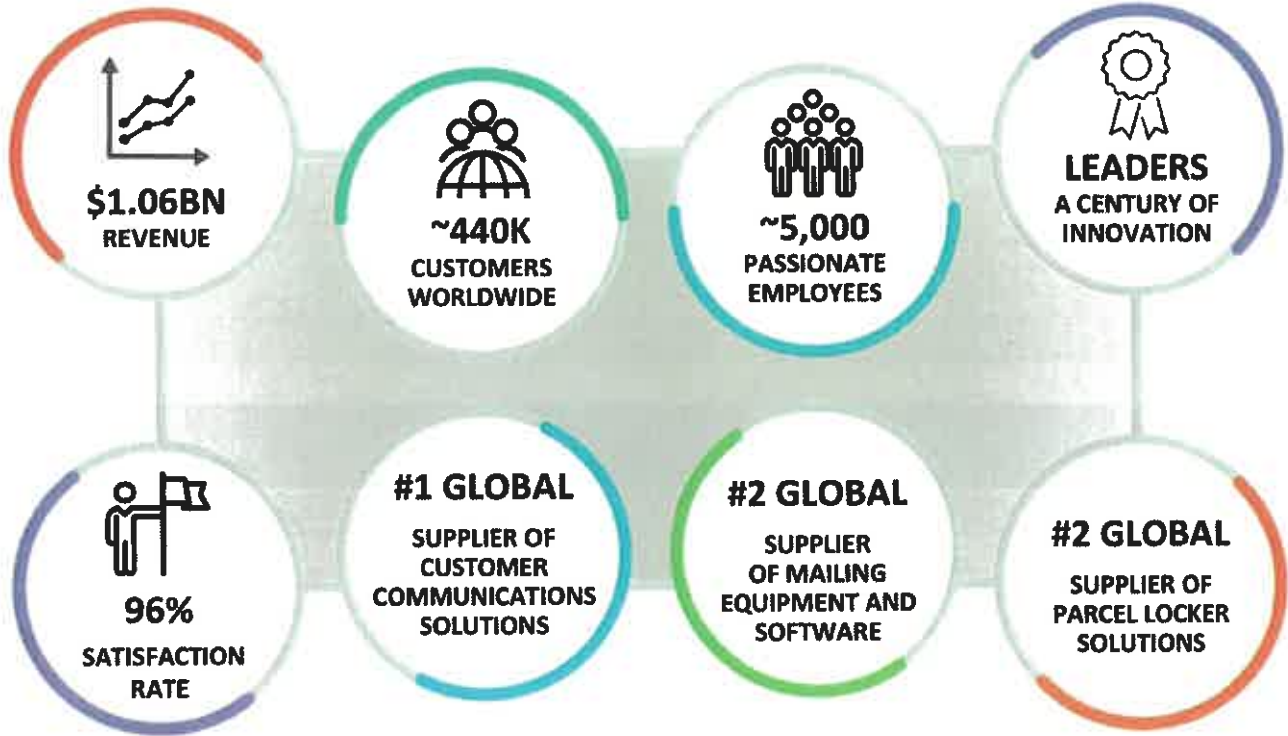 $1.06BN
REVENUE
~440K
CUSTOMERS
WORLDWIDE
~5,000
PASSIONATE
EMPLOYEES
LEADERS
A CENTURY OF
INNOVATION
96%
SATISFACTION
RATE
#1 GLOBAL
SUPPLIER OF
CUSTOMER
COMMUNICATIONS
SOLUTIONS
#2 GLOBAL
SUPPLIER
OF MAILING
EQUIPMENT AND
SOFTWARE
#2 GLOBAL
SUPPLIER OF
PARCEL LOCKER
SOLUTIONS